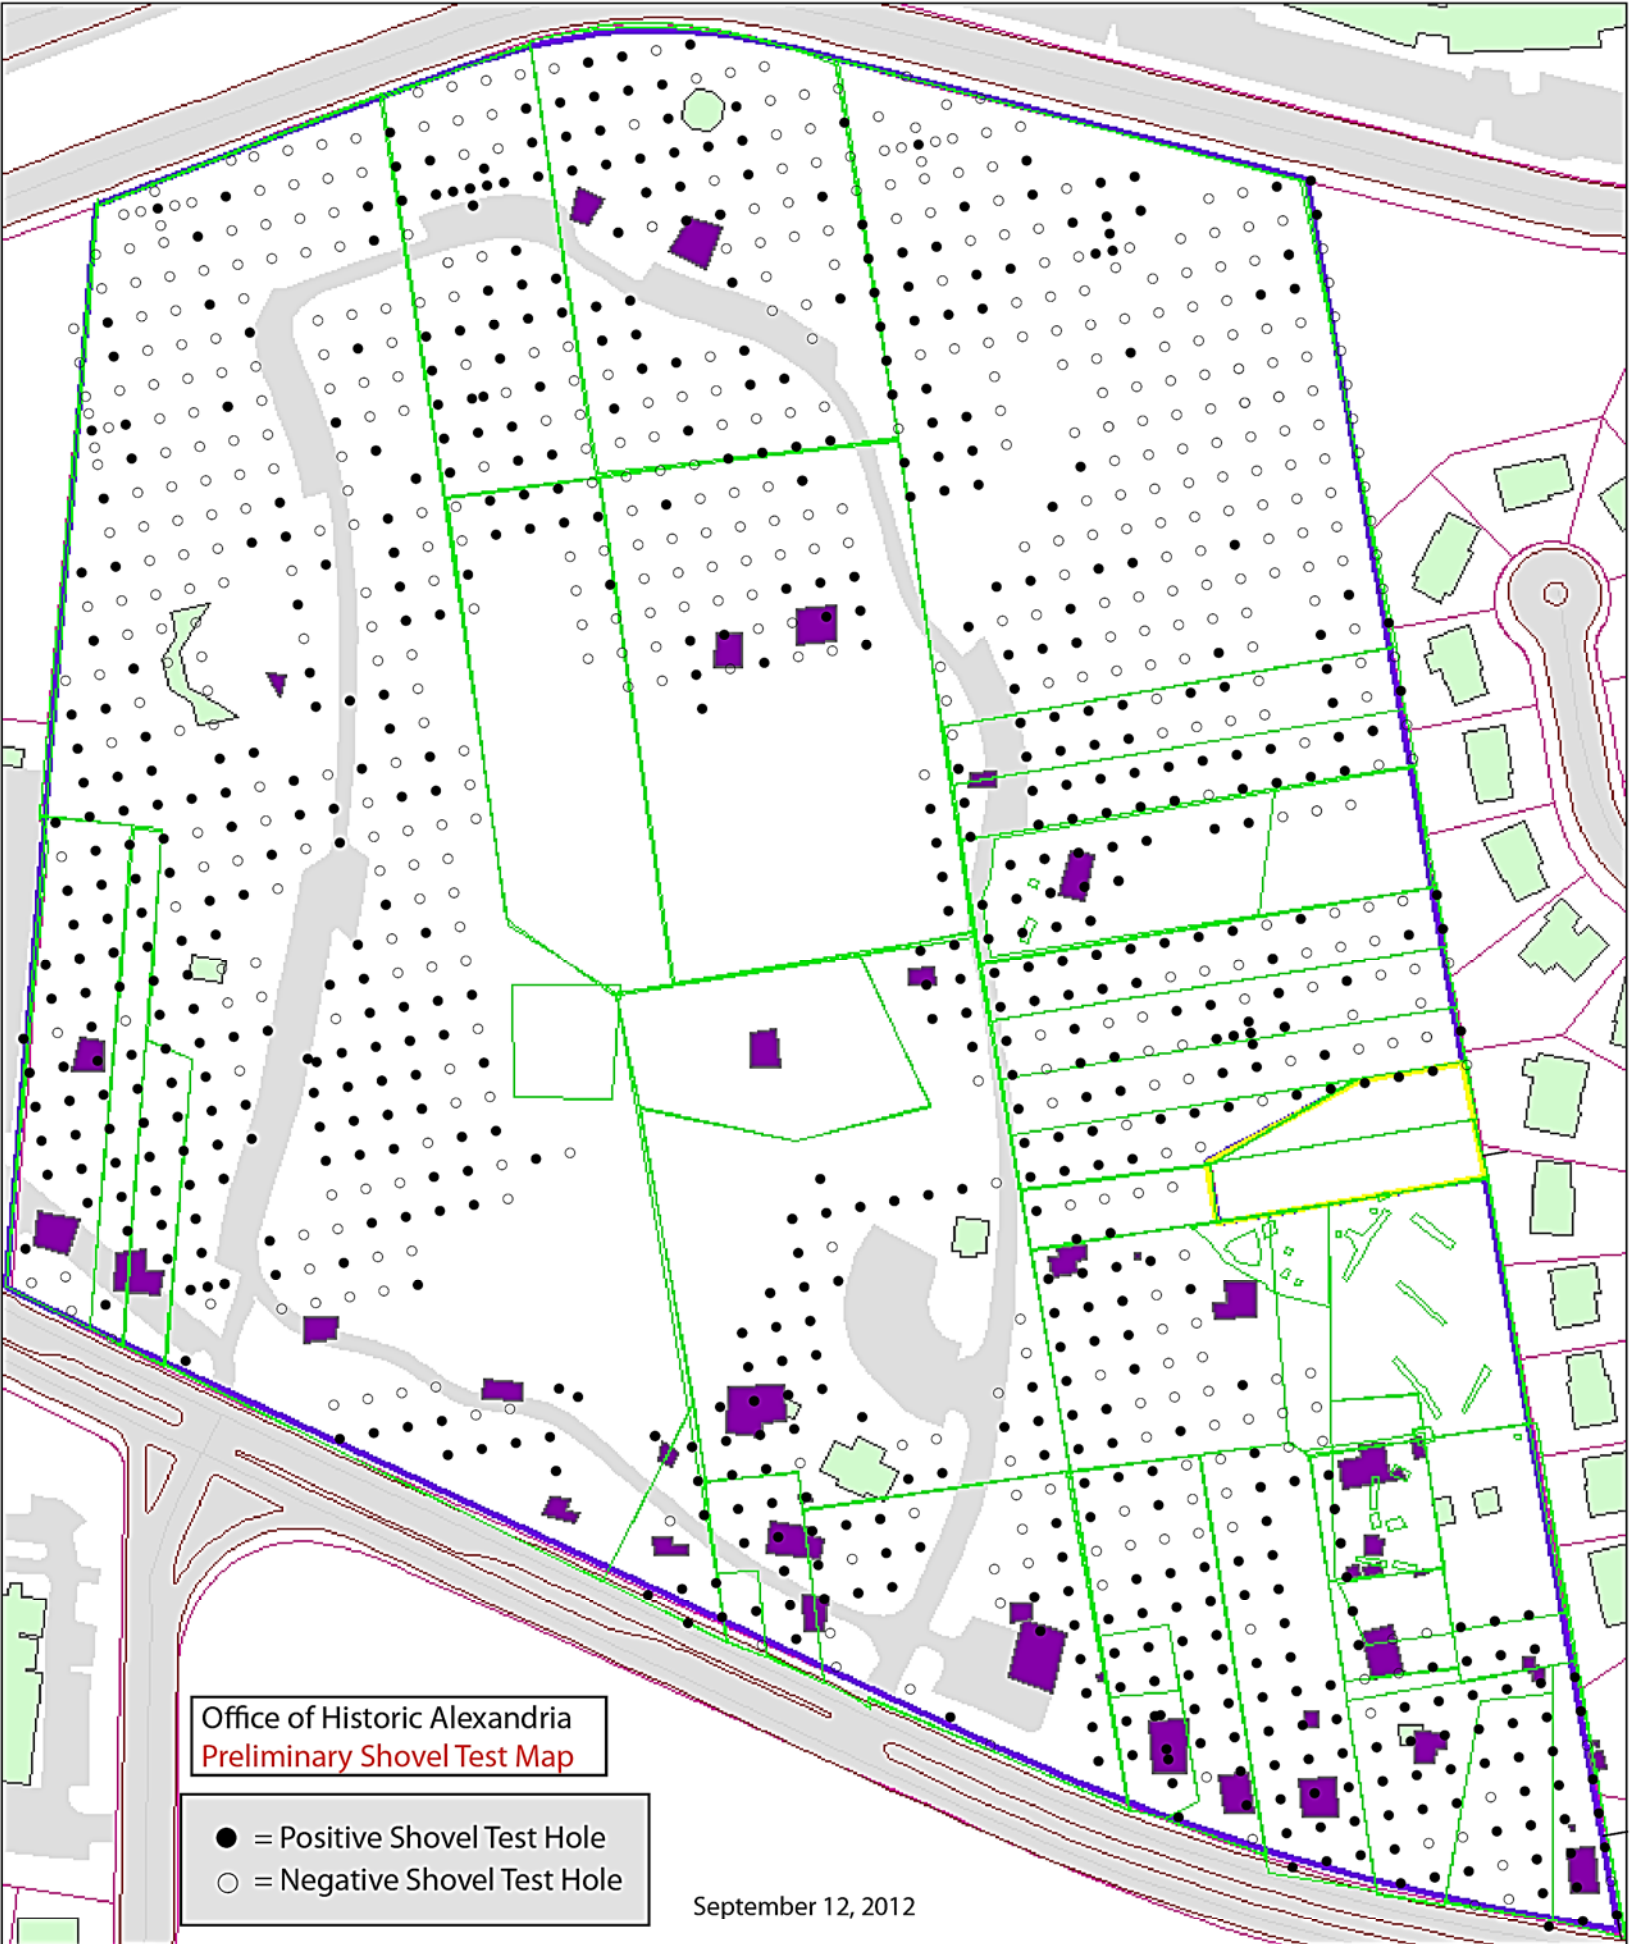 Office of Historic Alexandria
Preliminary Shovel Test Map
= Positive Shovel Test Hole
= Negative Shovel Test Hole
September 12, 2012